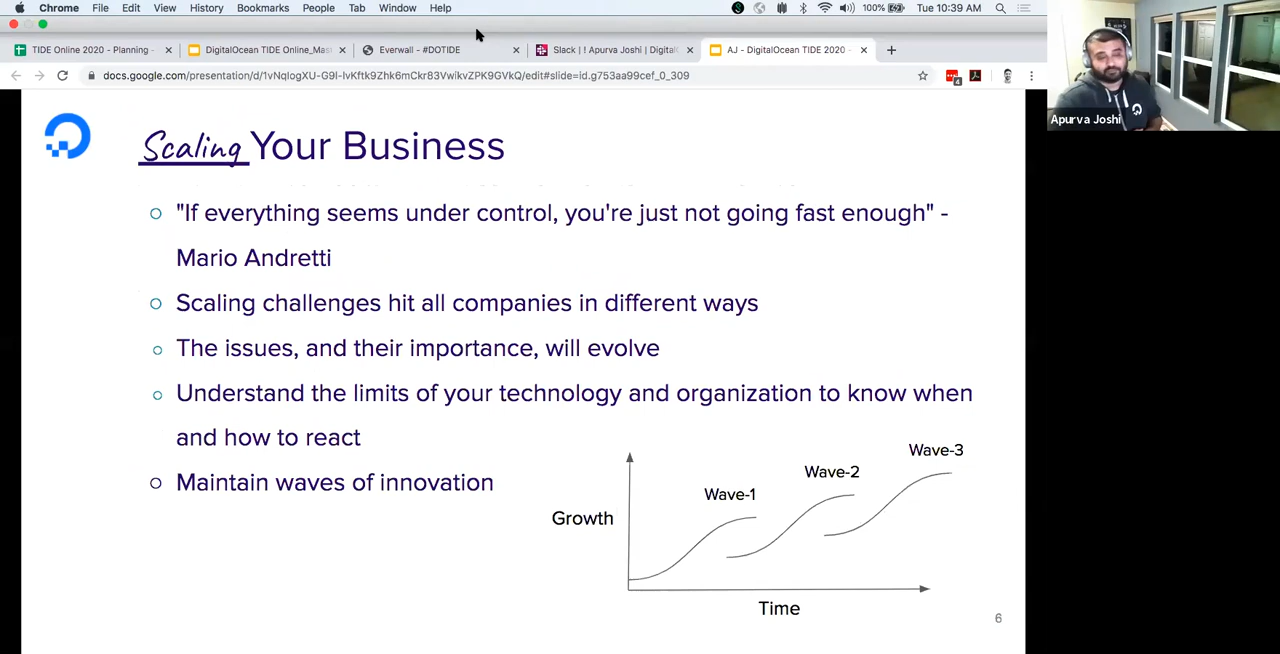 Chrome File Edit View History Bookmarks People Tab Window Help 100% Tue 10:39 AM
TIDE Online 2020 - Planning - DigitalOcean TIDE Online_Mas EventHall - #DOTIDE Slack | ! Apurva Joshi | Digital AJ - DigitalOcean TIDE 2020 -
docs.google.com/presentation/d/1vNqlogXU-G9l-lvKftk9Zhk6mCkr83VwikvZPK9GVkQ/edit#slide=id.g753aa99cef_0_309
4
Apurva Joshi
Scaling Your Business
"If everything seems under control, you're just not going fast enough" -
Mario Andretti
Scaling challenges hit all companies in different ways
The issues, and their importance, will evolve
Understand the limits of your technology and organization to know when
and how to react
Maintain waves of innovation
Wave-3
Wave-2
Wave-1
Growth
Time
6